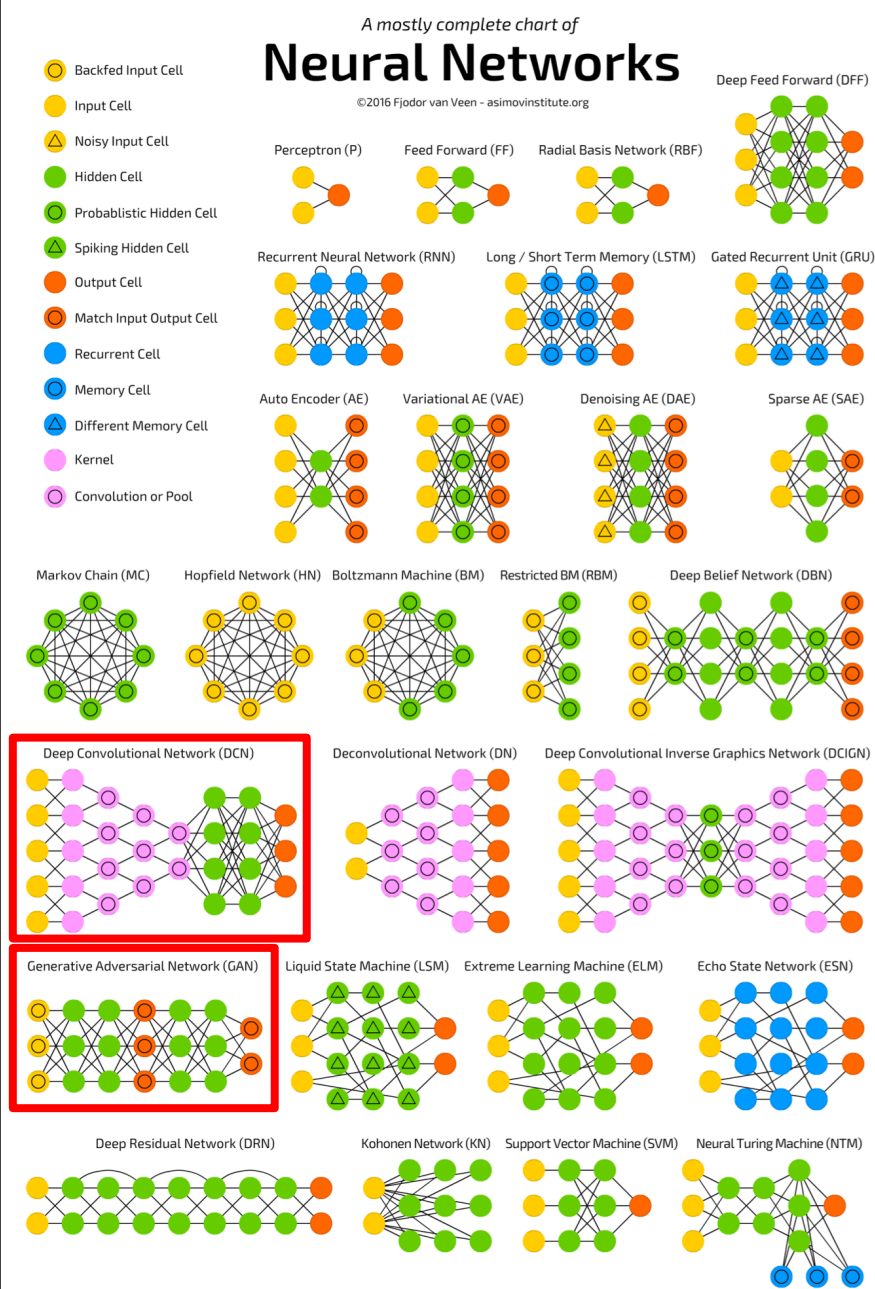 A mostly complete chart of
Neural Networks
©2016 Fjodor van Veen - asimovinstitute.org
Backfed Input Cell
Input Cell
Noisy Input Cell
Hidden Cell
Probablistic Hidden Cell
Spiking Hidden Cell
Output Cell
Match Input Output Cell
Recurrent Cell
Memory Cell
Different Memory Cell
Kernel
Convolution or Pool
Deep Feed Forward (DFF)
Perceptron (P)
Feed Forward (FF)
Radial Basis Network (RBF)
Recurrent Neural Network (RNN)
Long / Short Term Memory (LSTM)
Gated Recurrent Unit (GRU)
Auto Encoder (AE)
Variational AE (VAE)
Denoising AE (DAE)
Sparse AE (SAE)
Markov Chain (MC)
Hopfield Network (HN)
Boltzmann Machine (BM)
Restricted BM (RBM)
Deep Belief Network (DBN)
Deep Convolutional Network (DCN)
Deconvolutional Network (DN)
Deep Convolutional Inverse Graphics Network (DCIGN)
Generative Adversarial Network (GAN)
Liquid State Machine (LSM)
Extreme Learning Machine (ELM)
Echo State Network (ESN)
Deep Residual Network (DRN)
Kohonen Network (KN)
Support Vector Machine (SVM)
Neural Turing Machine (NTM)